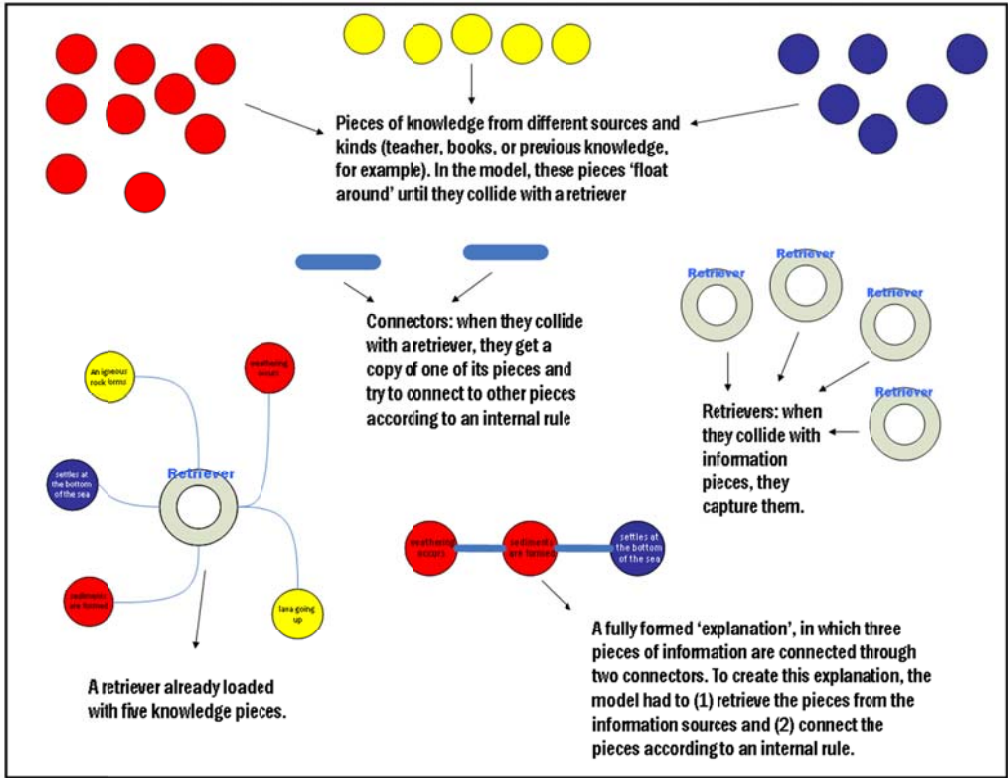 Pieces of knowledge from different sources and
kinds (teacher, books, or previous knowledge,
for example). In the model, these pieces 'float
around' until they collide with a retriever
Connectors: when they collide
with a retriever, they get a
copy of one of its pieces and
try to connect to other pieces
according to an internal rule
Retriever
Retriever
Retriever
Retriever
Retrievers: when
they collide with
information
pieces, they
capture them.
An igneous
rock forms
weathering
occurs
Retriever
settles at
the bottom
of the sea
sediments
are formed
lava going
up
A retriever already loaded
with five knowledge pieces.
weathering
occurs
sediments
are formed
settles at
the bottom
of the sea
A fully formed 'explanation', in which three
pieces of information are connected through
two connectors. To create this explanation, the
model had to (1) retrieve the pieces from the
information sources and (2) connect the
pieces according to an internal rule.